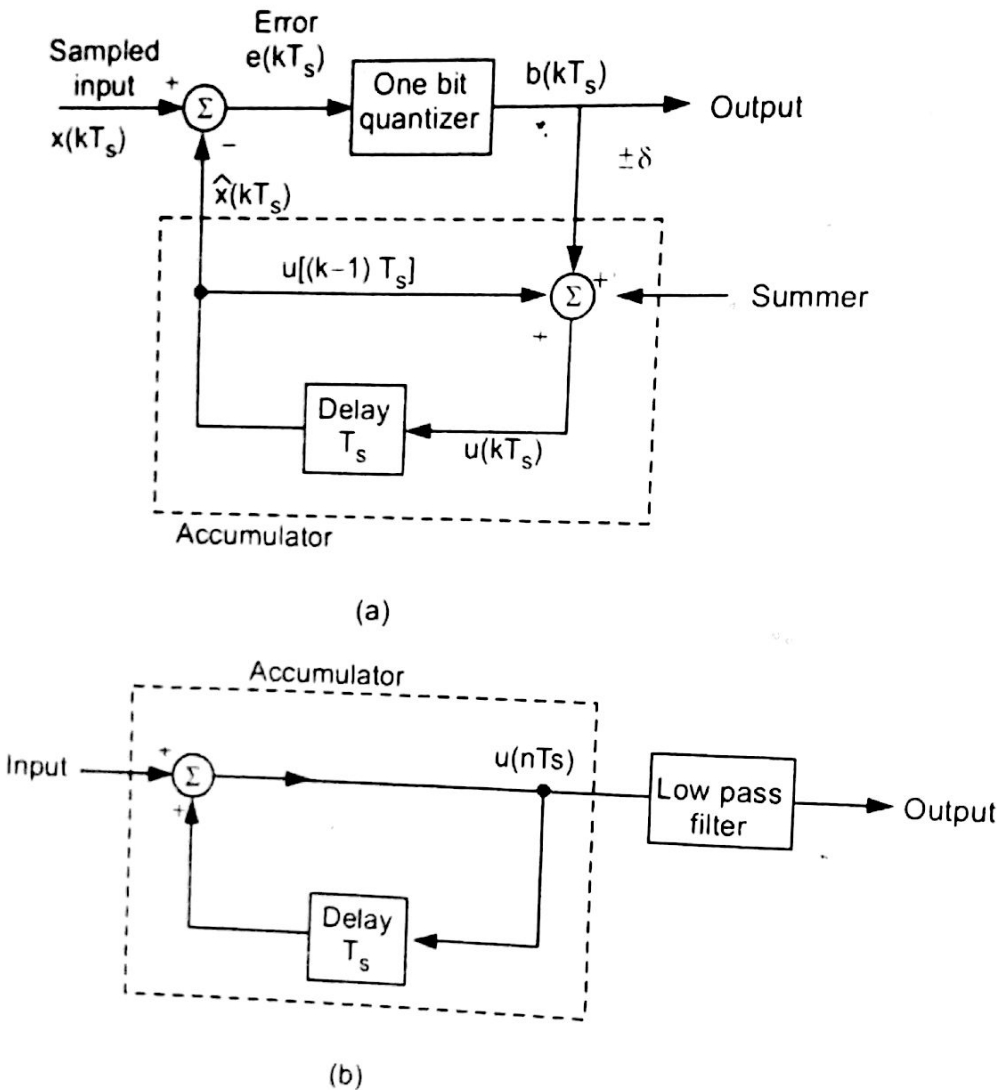 Error
e(kTs)
Sampled
input
x(kTs)
+
Σ
−
One bit
quantizer
b(kTs)
Output
±δ
x̂(kTs)
u[(k−1) Ts]
Σ
+
+
Summer
Delay
Ts
u(kTs)
Accumulator
(a)
Accumulator
Input
+
Σ
+
u(nTs)
Low pass
filter
Output
Delay
Ts
(b)